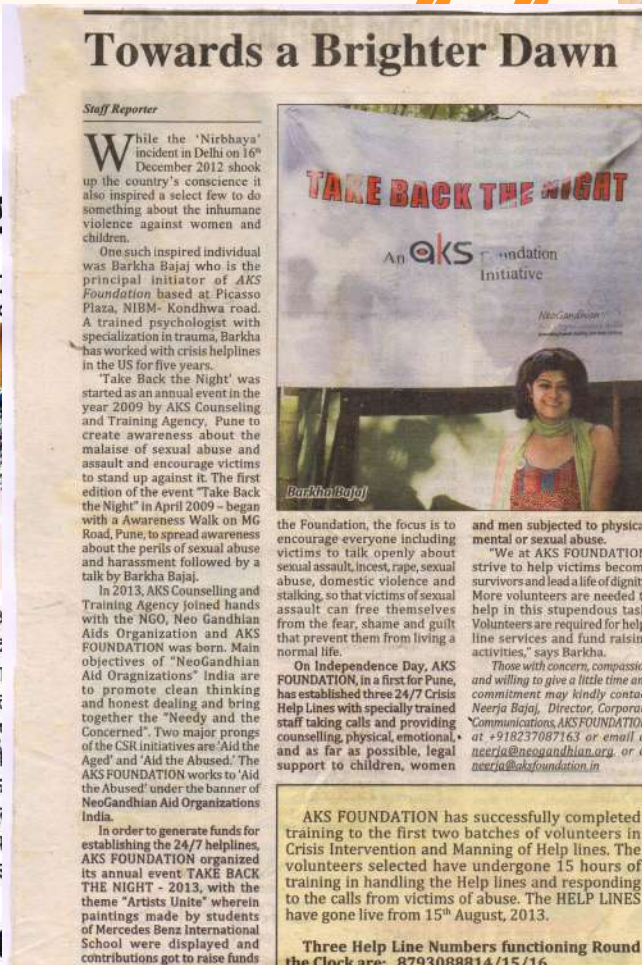 Towards a Brighter Dawn
Staff Reporter
While the 'Nirbhaya'
incident in Delhi on 16th
December 2012 shook
up the country's conscience it
also inspired a select few to do
something about the inhumane
violence against women and
children.
One such inspired individual
was Barkha Bajaj who is the
principal initiator of AKS
Foundation based at Picasso
Plaza, NIBM- Kondhwa road.
A trained psychologist with
specialization in trauma, Barkha
has worked with crisis helplines
in the US for five years.
'Take Back the Night' was
started as an annual event in the
year 2009 by AKS Counseling
and Training Agency, Pune to
create awareness about the
malaise of sexual abuse and
assault and encourage victims
to stand up against it. The first
edition of the event "Take Back
the Night" in April 2009 – began
with a Awareness Walk on MG
Road, Pune, to spread awareness
about the perils of sexual abuse
and harassment followed by a
talk by Barkha Bajaj.
In 2013, AKS Counselling and
Training Agency joined hands
with the NGO, Neo Gandhian
Aids Organization and AKS
FOUNDATION was born. Main
objectives of "NeoGandhian
Aid Oragnizations" India are
to promote clean thinking
and honest dealing and bring
together the "Needy and the
Concerned". Two major prongs
of the CSR initiatives are 'Aid the
Aged' and 'Aid the Abused.' The
AKS FOUNDATION works to 'Aid
the Abused' under the banner of
NeoGandhian Aid Organizations
India.
In order to generate funds for
establishing the 24/7 helplines,
AKS FOUNDATION organized
its annual event TAKE BACK
THE NIGHT - 2013, with the
theme "Artists Unite" wherein
paintings made by students
of Mercedes Benz International
School were displayed and
contributions got to raise funds
TAKE BACK THE NIGHT
An aks Foundation
Initiative
NeoGandhian
Barkha Bajaj
the Foundation, the focus is to
encourage everyone including
victims to talk openly about
sexual assault, incest, rape, sexual
abuse, domestic violence and
stalking, so that victims of sexual
assault can free themselves
from the fear, shame and guilt
that prevent them from living a
normal life.
On Independence Day, AKS
FOUNDATION, in a first for Pune,
has established three 24/7 Crisis
Help Lines with specially trained
staff taking calls and providing
counselling, physical, emotional,
and as far as possible, legal
support to children, women
and men subjected to physica
mental or sexual abuse.
"We at AKS FOUNDATION
strive to help victims becom
survivors and lead a life of dignit
More volunteers are needed t
help in this stupendous tas
Volunteers are required for help
line services and fund raisin
activities," says Barkha.
Those with concern, compassio
and willing to give a little time an
commitment may kindly contac
Neerja Bajaj, Director, Corpora
Communications, AKS FOUNDATION
at +918237087163 or email a
neerja@neogandhian.org or a
neerja@aksfoundation.in
AKS FOUNDATION has successfully completed
training to the first two batches of volunteers in
Crisis Intervention and Manning of Help lines. The
volunteers selected have undergone 15 hours of
training in handling the Help lines and responding
to the calls from victims of abuse. The HELP LINES
have gone live from 15th August, 2013.
Three Help Line Numbers functioning Round
the Clock are: 8793088814/15/16